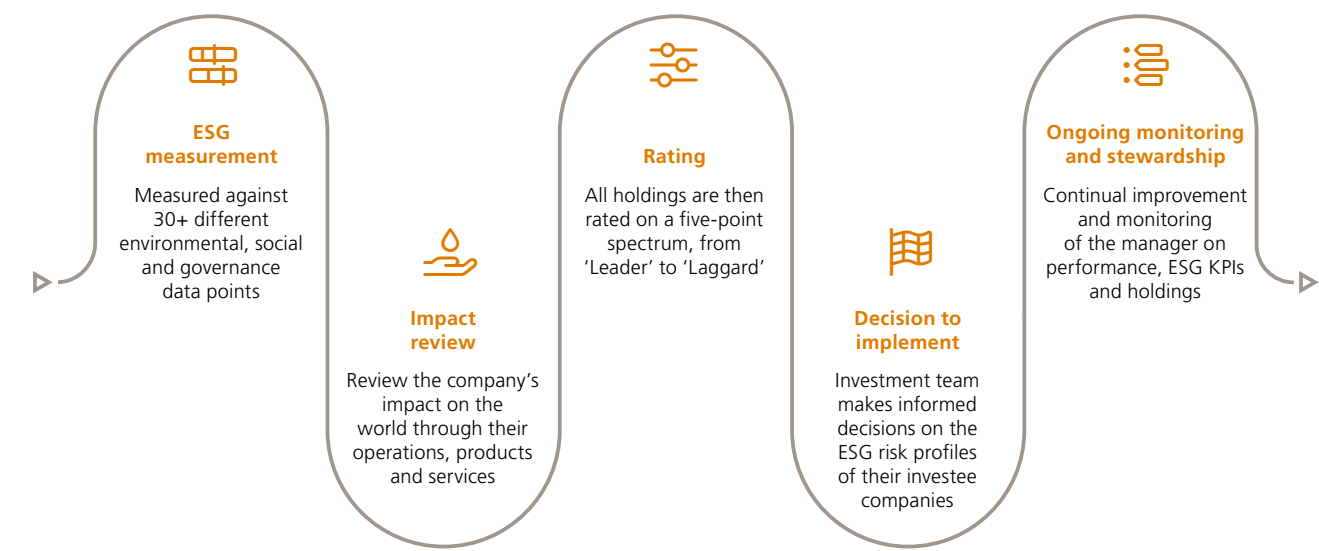 ESG
measurement
Measured against
30+ different
environmental, social
and governance
data points
Impact
review
Review the company’s
impact on the
world through their
operations, products
and services
Rating
All holdings are then
rated on a five-point
spectrum, from
‘Leader’ to ‘Laggard’
Decision to
implement
Investment team
makes informed
decisions on the
ESG risk profiles
of their investee
companies
Ongoing monitoring
and stewardship
Continual improvement
and monitoring
of the manager on
performance, ESG KPIs
and holdings